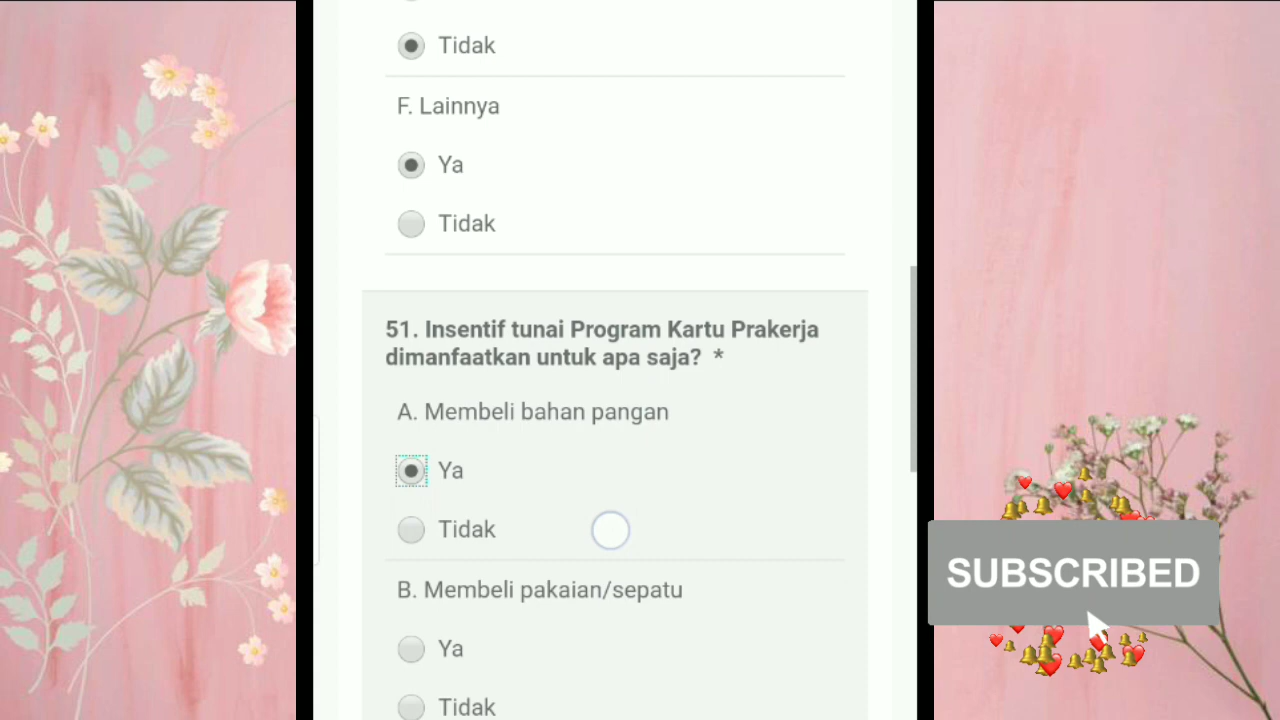 Tidak
F. Lainnya
Ya
Tidak
51. Insentif tunai Program Kartu Prakerja
dimanfaatkan untuk apa saja? *
A. Membeli bahan pangan
Ya
Tidak
B. Membeli pakaian/sepatu
Ya
Tidak
SUBSCRIBED